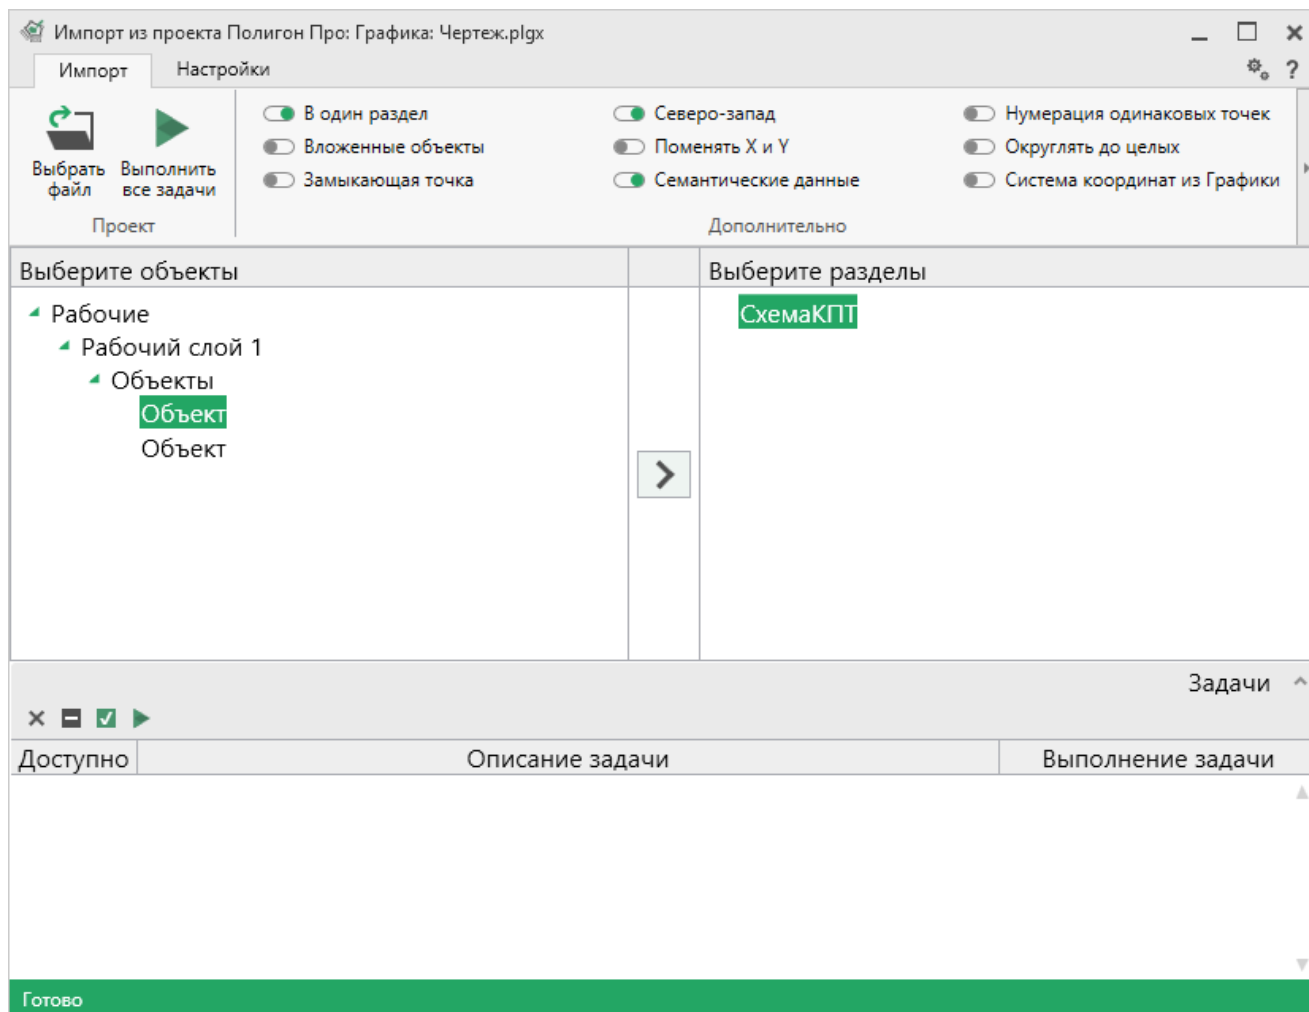 Импорт из проекта Полигон Про: Графика: Чертеж.plgx
Импорт Настройки ?
В один раздел Северо-запад Нумерация одинаковых точек
Вложенные объекты Поменять X и Y Округлять до целых
Замыкающая точка Семантические данные Система координат из Графики
Выбрать файл
Выполнить все задачи
Проект Дополнительно
Выберите объекты Выберите разделы
Рабочие СхемаКПТ
Рабочий слой 1
Объекты
Объект
Объект
Задачи
Доступно Описание задачи Выполнение задачи
Готово